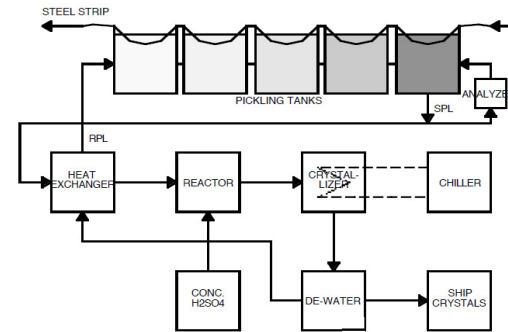 STEEL STRIP
PICKLING TANKS
SPL
ANALYZE
RPL
HEAT
EXCHANGER
REACTOR
CRYSTAL-
LIZER
CHILLER
CONC.
H2SO4
DE-WATER
SHIP
CRYSTALS